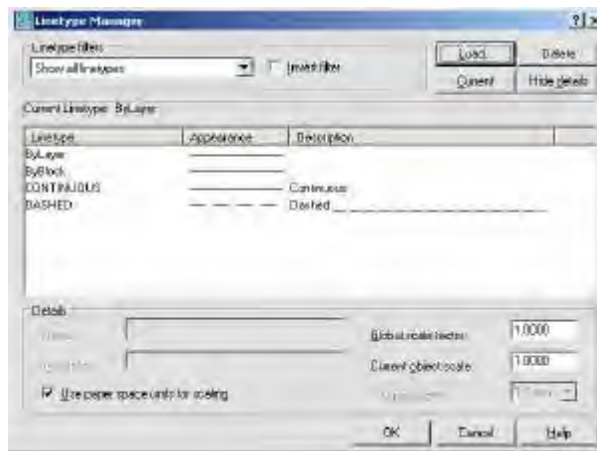 Linetype Manager
Linetype filters
Show all linetypes
Invert filter
Load...
Delete
Current
Hide details
Current Linetype: ByLayer
Linetype Appearance Description
ByLayer
ByBlock
CONTINUOUS Continuous
DASHED Dashed
Details
Global scale factor: 1.0000
Current object scale: 1.0000
Use paper space units for scaling
OK Cancel Help